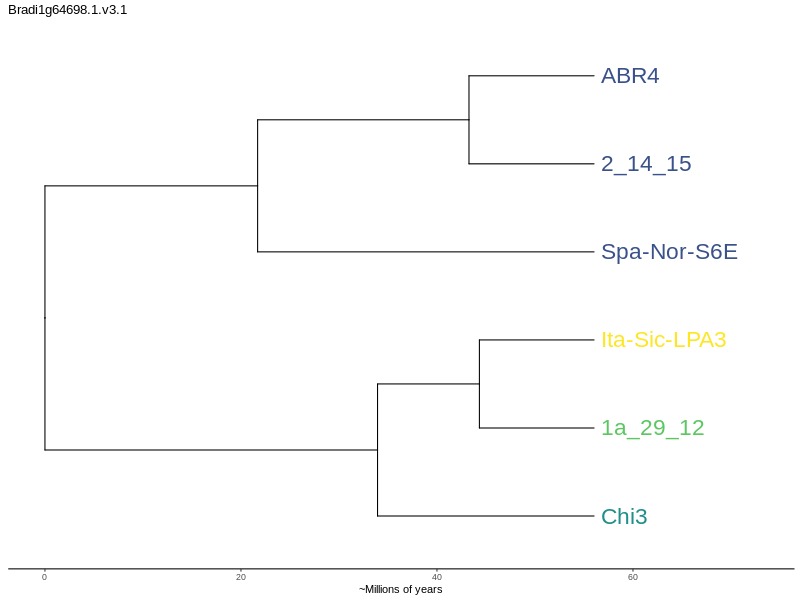 Bradi1g64698.1.v3.1
ABR4
2_14_15
Spa-Nor-S6E
Ita-Sic-LPA3
1a_29_12
Chi3
0 20 40 60
~Millions of years